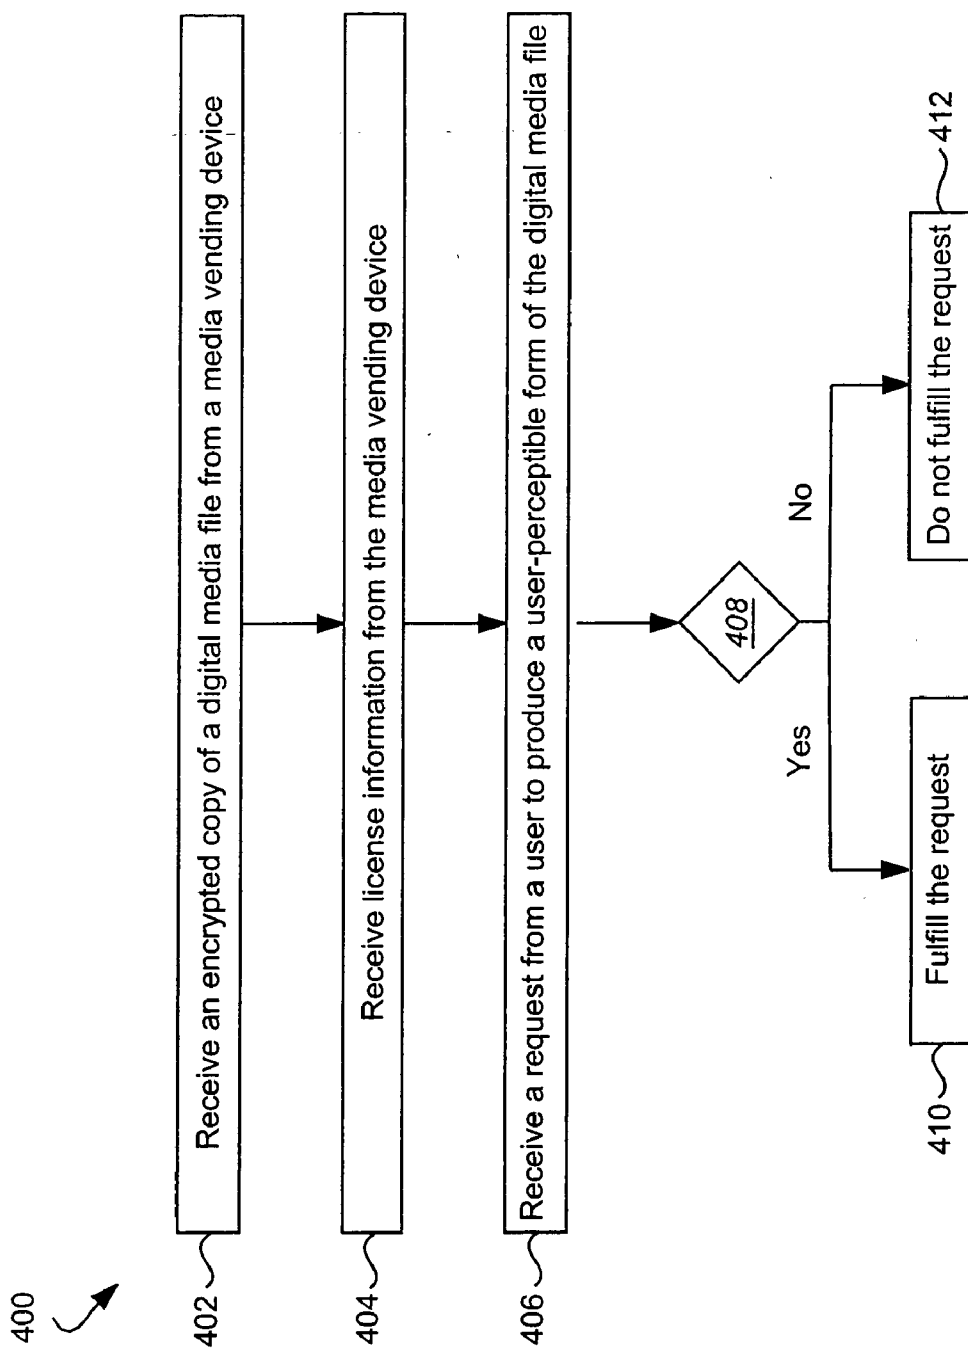 400
402
Receive an encrypted copy of a digital media file from a media vending device
404
Receive license information from the media vending device
406
Receive a request from a user to produce a user-perceptible form of the digital media file
408
Yes
No
410
Fulfill the request
Do not fulfill the request
412